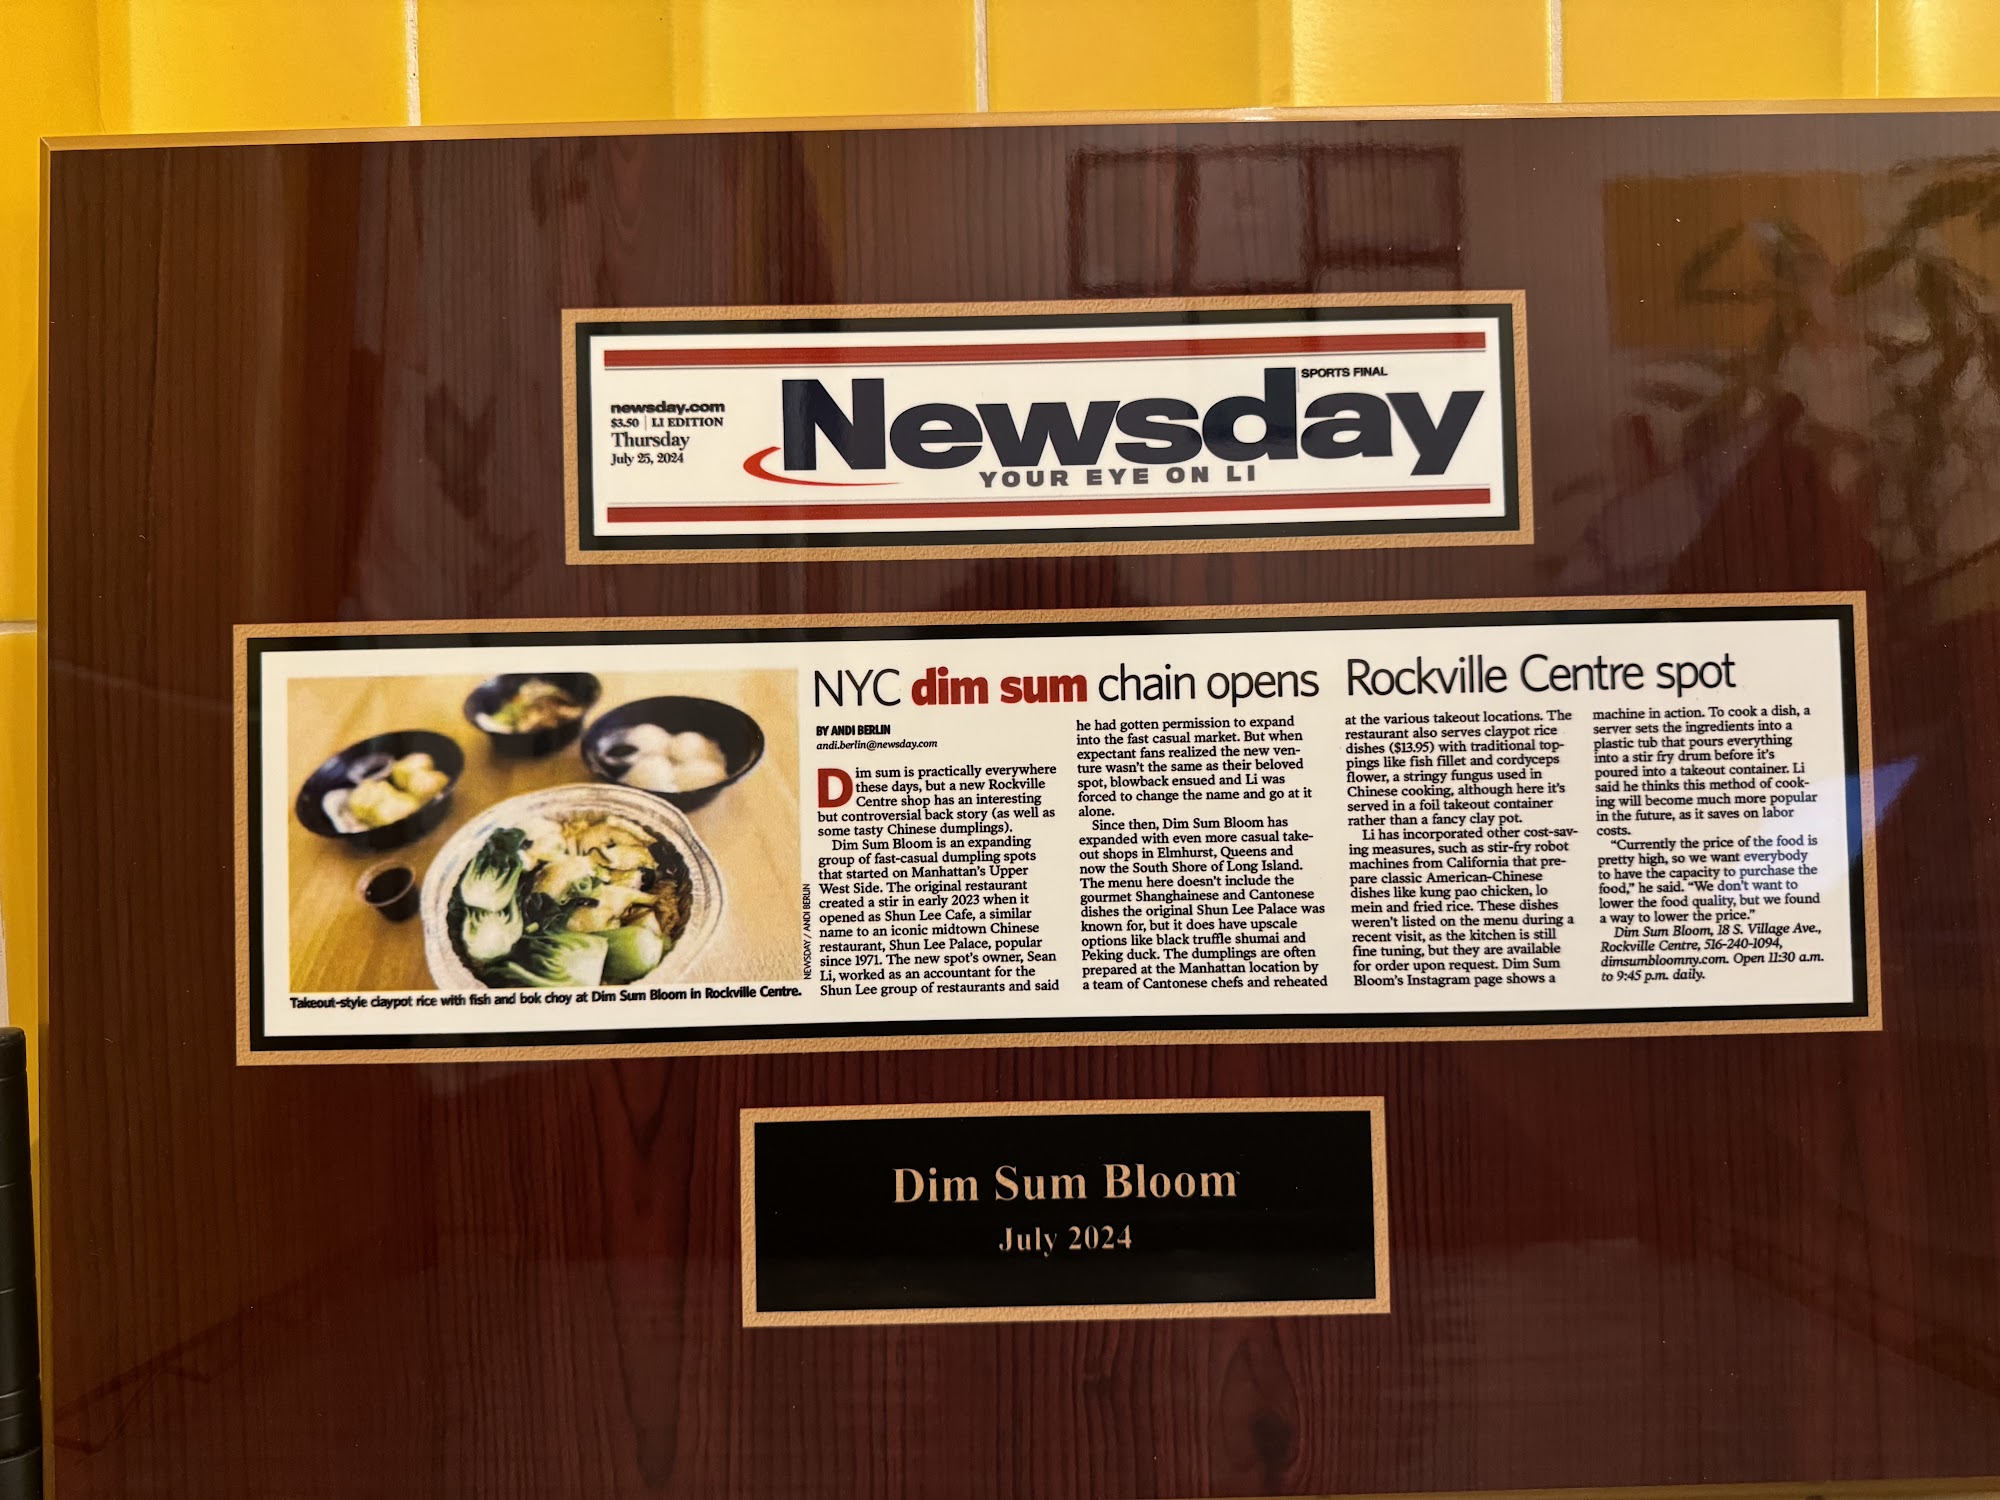 newsday.com
$3.50 | LI EDITION
Thursday
July 25, 2024
Newsday
SPORTS FINAL
YOUR EYE ON LI
NYC dim sum chain opens Rockville Centre spot
NEWSDAY / ANDI BERLIN
Takeout-style claypot rice with fish and bok choy at Dim Sum Bloom in Rockville Centre.
BY ANDI BERLIN
andi.berlin@newsday.com
Dim sum is practically everywhere
these days, but a new Rockville
Centre shop has an interesting
but controversial back story (as well as
some tasty Chinese dumplings).
Dim Sum Bloom is an expanding
group of fast-casual dumpling spots
that started on Manhattan's Upper
West Side. The original restaurant
created a stir in early 2023 when it
opened as Shun Lee Cafe, a similar
name to an iconic midtown Chinese
restaurant, Shun Lee Palace, popular
since 1971. The new spot's owner, Sean
Li, worked as an accountant for the
Shun Lee group of restaurants and said
he had gotten permission to expand
into the fast casual market. But when
expectant fans realized the new ven-
ture wasn't the same as their beloved
spot, blowback ensued and Li was
forced to change the name and go at it
alone.
Since then, Dim Sum Bloom has
expanded with even more casual take-
out shops in Elmhurst, Queens and
now the South Shore of Long Island.
The menu here doesn't include the
gourmet Shanghainese and Cantonese
dishes the original Shun Lee Palace was
known for, but it does have upscale
options like black truffle shumai and
Peking duck. The dumplings are often
prepared at the Manhattan location by
a team of Cantonese chefs and reheated
at the various takeout locations. The
restaurant also serves claypot rice
dishes ($13.95) with traditional top-
pings like fish fillet and cordyceps
flower, a stringy fungus used in
Chinese cooking, although here it's
served in a foil takeout container
rather than a fancy clay pot.
Li has incorporated other cost-sav-
ing measures, such as stir-fry robot
machines from California that pre-
pare classic American-Chinese
dishes like kung pao chicken, lo
mein and fried rice. These dishes
weren't listed on the menu during a
recent visit, as the kitchen is still
fine tuning, but they are available
for order upon request. Dim Sum
Bloom's Instagram page shows a
machine in action. To cook a dish, a
server sets the ingredients into a
plastic tub that pours everything
into a stir fry drum before it's
poured into a takeout container. Li
said he thinks this method of cook-
ing will become much more popular
in the future, as it saves on labor
costs.
"Currently the price of the food is
pretty high, so we want everybody
to have the capacity to purchase the
food," he said. "We don't want to
lower the food quality, but we found
a way to lower the price."
Dim Sum Bloom, 18 S. Village Ave.,
Rockville Centre, 516-240-1094,
dimsumbloomny.com. Open 11:30 a.m.
to 9:45 p.m. daily.
Dim Sum Bloom
July 2024